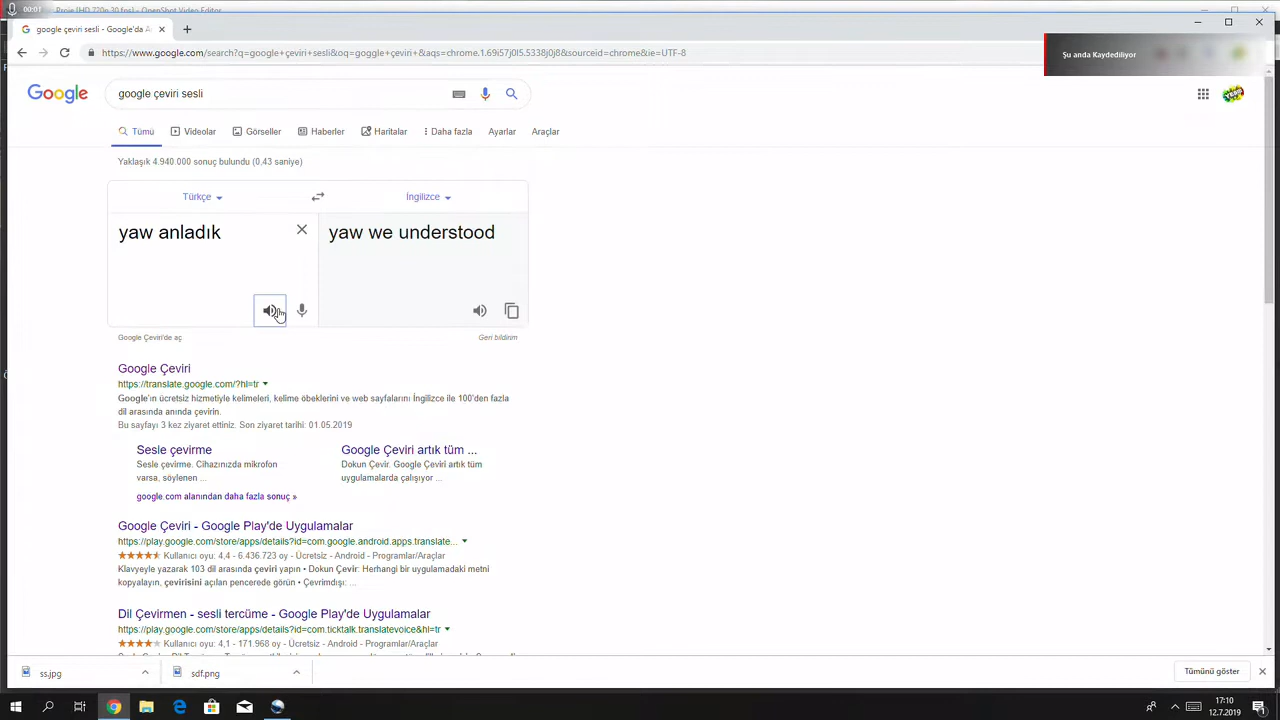 00:01
Proje [HD 720p 30 fps] - OpenShot Video Editor
google çeviri sesli - Google'da A
https://www.google.com/search?q=google+çeviri+sesli&oq=goggle+çeviri+&aqs=chrome.1.69i57j0l5.5338j0j8&sourceid=chrome&ie=UTF-8
Şu anda Kaydediliyor
Google
google çeviri sesli
Tümü Videolar Görseller Haberler Haritalar Daha fazla Ayarlar Araçlar
Yaklaşık 4.940.000 sonuç bulundu (0,43 saniye)
Türkçe İngilizce
yaw anladık yaw we understood
Google Çeviri'de aç Geri bildirim
Google Çeviri
https://translate.google.com/?hl=tr
Google'ın ücretsiz hizmetiyle kelimeleri, kelime öbeklerini ve web sayfalarını İngilizce ile 100'den fazla
dil arasında anında çevirin.
Bu sayfayı 3 kez ziyaret ettiniz. Son ziyaret tarihi: 01.05.2019
Sesle çevirme Google Çeviri artık tüm ...
Sesle çevirme. Cihazınızda mikrofon Dokun Çevir. Google Çeviri artık tüm
varsa, söylenen ... uygulamalarda çalışıyor ...
google.com alanından daha fazla sonuç »
Google Çeviri - Google Play'de Uygulamalar
https://play.google.com/store/apps/details?id=com.google.android.apps.translate...
Kullanıcı oyu: 4,4 - 6.436.723 oy - Ücretsiz - Android - Programlar/Araçlar
Klavyeyle yazarak 103 dil arasında çeviri yapın • Dokun Çevir: Herhangi bir uygulamadaki metni
kopyalayın, çevirisini açılan pencerede görün • Çevrimdışı: ...
Dil Çevirmen - sesli tercüme - Google Play'de Uygulamalar
https://play.google.com/store/apps/details?id=com.ticktalk.translatevoice&hl=tr
Kullanıcı oyu: 4,1 - 171.968 oy - Ücretsiz - Android - Programlar/Araçlar
ss.jpg sdf.png Tümünü göster
17:10
12.7.2019